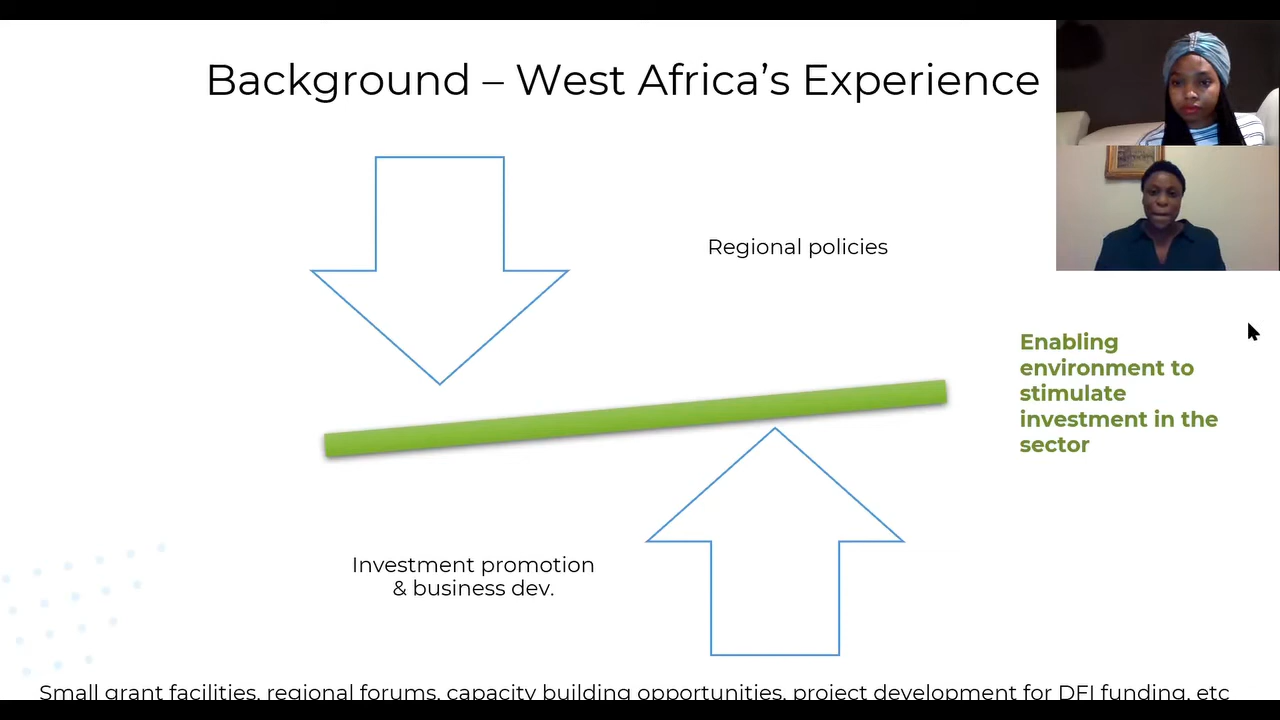 Background – West Africa’s Experience
Regional policies
Enabling
environment to
stimulate
investment in the
sector
Investment promotion
& business dev.
Small grant facilities, regional forums, capacity building opportunities, project development for DFI funding, etc